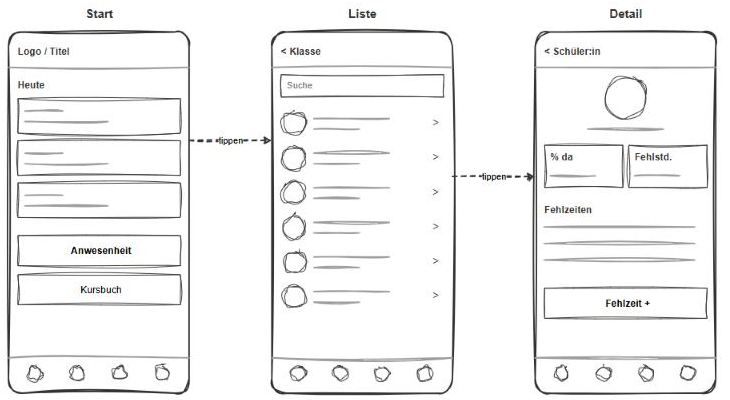 Start
Liste
Detail
Logo / Titel
Heute
Anwesenheit
Kursbuch
tippen
< Klasse
Suche
>
>
>
>
>
>
tippen
< Schüler:in
% da
Fehlstd.
Fehlzeiten
Fehlzeit +